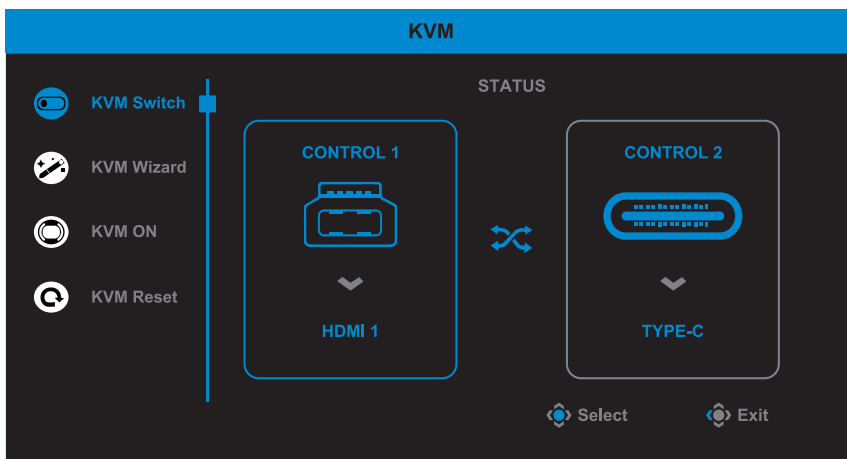 KVM
KVM Switch
KVM Wizard
KVM ON
KVM Reset
STATUS
CONTROL 1
HDMI 1
CONTROL 2
TYPE-C
Select
Exit